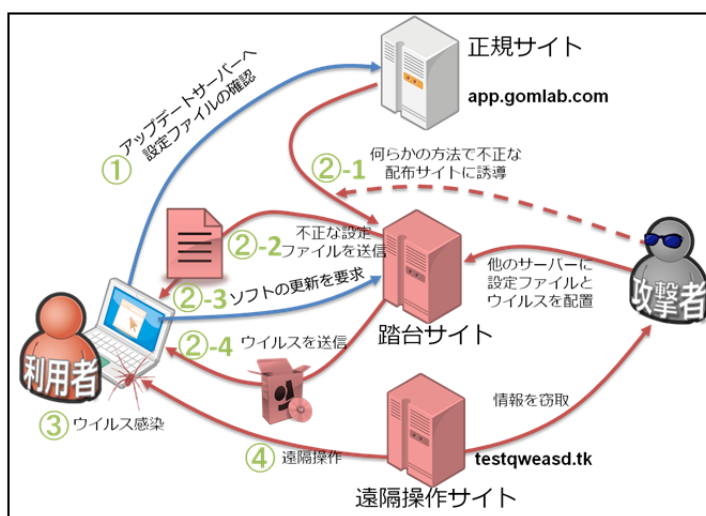 正規サイト
app.gomlab.com
アップデートサーバーへ
設定ファイルの確認
①
②-1
何らかの方法で不正な
配布サイトに誘導
②-2
不正な設定
ファイルを送信
②-3
ソフトの更新を要求
他のサーバーに
設定ファイルと
ウイルスを配置
攻撃者
②-4
ウイルスを送信
踏台サイト
利用者
③
ウイルス感染
④
遠隔操作
情報を窃取
testqweasd.tk
遠隔操作サイト